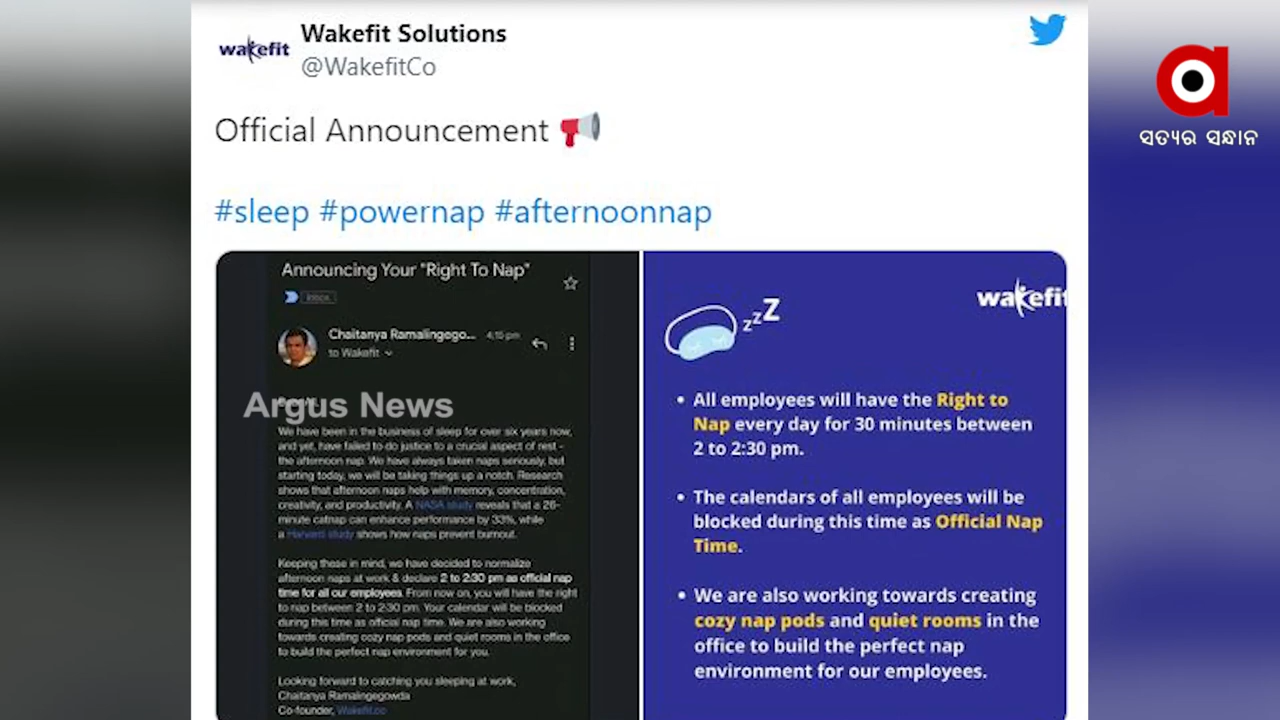 wakefit
Wakefit Solutions
@WakefitCo
ସତ୍ୟର ସନ୍ଧାନ
Official Announcement
#sleep #powernap #afternoonnap
Announcing Your "Right To Nap"
Inbox
Chaitanya Ramalingego...
4:15 pm
to Wakefit
Argus News
We have been in the business of sleep for over six years now,
and yet, have failed to do justice to a crucial aspect of rest -
the afternoon nap. We have always taken naps seriously, but
starting today, we will be taking things up a notch. Research
shows that afternoon naps help with memory, concentration,
creativity, and productivity. A NASA study reveals that a 26-
minute catnap can enhance performance by 33%, while
a Harvard study shows how naps prevent burnout.
Keeping these in mind, we have decided to normalize
afternoon naps at work & declare 2 to 2:30 pm as official nap
time for all our employees. From now on, you will have the right
to nap between 2 to 2:30 pm. Your calendar will be blocked
during this time as official nap time. We are also working
towards creating cozy nap pods and quiet rooms in the office
to build the perfect nap environment for you.
Looking forward to catching you sleeping at work,
Chaitanya Ramalingegowda
Co-founder, Wakefit.co
zzZ
wakefit
• All employees will have the Right to
Nap every day for 30 minutes between
2 to 2:30 pm.
• The calendars of all employees will be
blocked during this time as Official Nap
Time.
• We are also working towards creating
cozy nap pods and quiet rooms in the
office to build the perfect nap
environment for our employees.